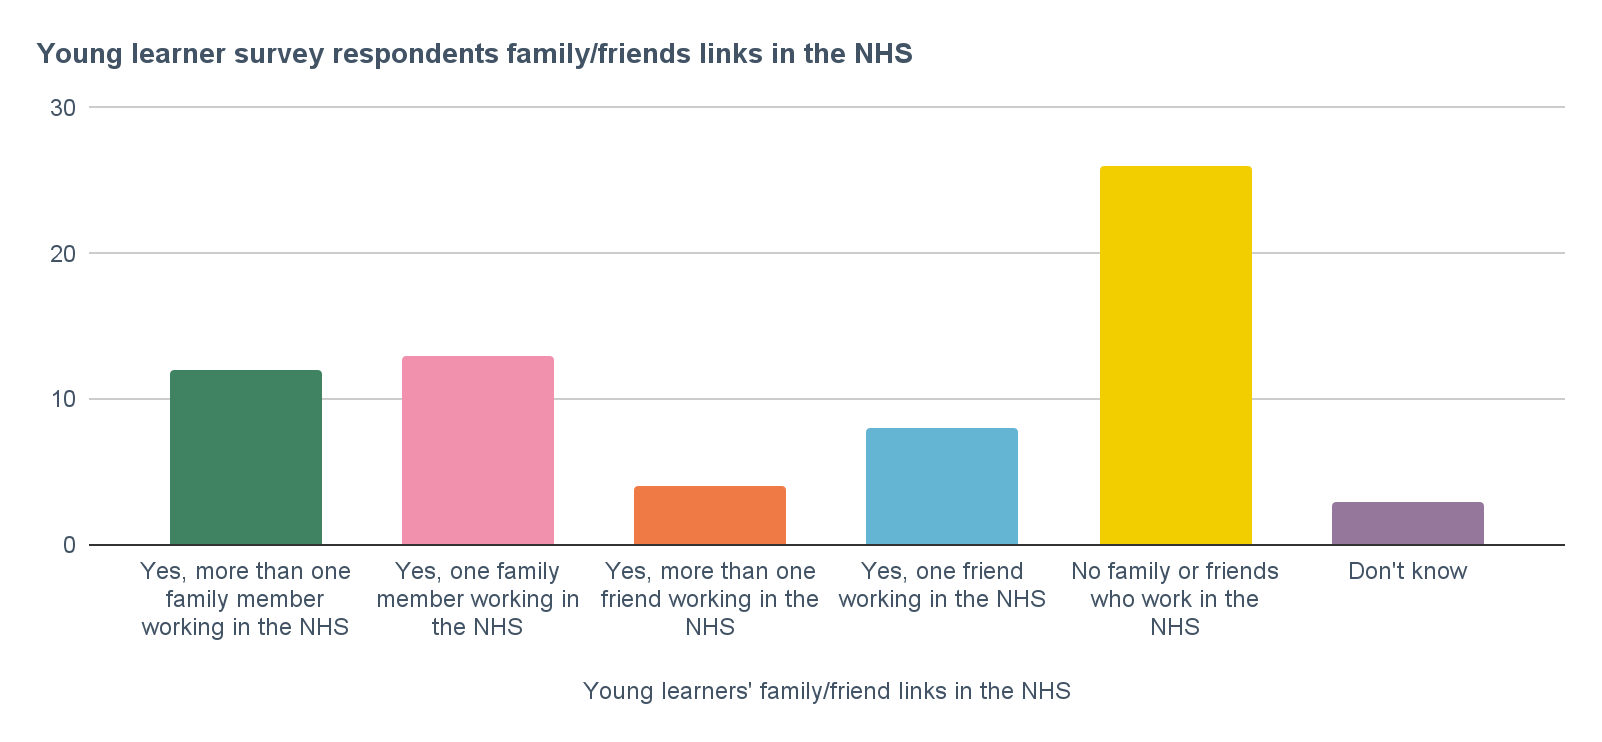 Young learner survey respondents family/friends links in the NHS
30
20
10
0
Yes, more than one
family member
working in the NHS
Yes, one family
member working in
the NHS
Yes, more than one
friend working in the
NHS
Yes, one friend
working in the NHS
No family or friends
who work in the
NHS
Don't know
Young learners' family/friend links in the NHS